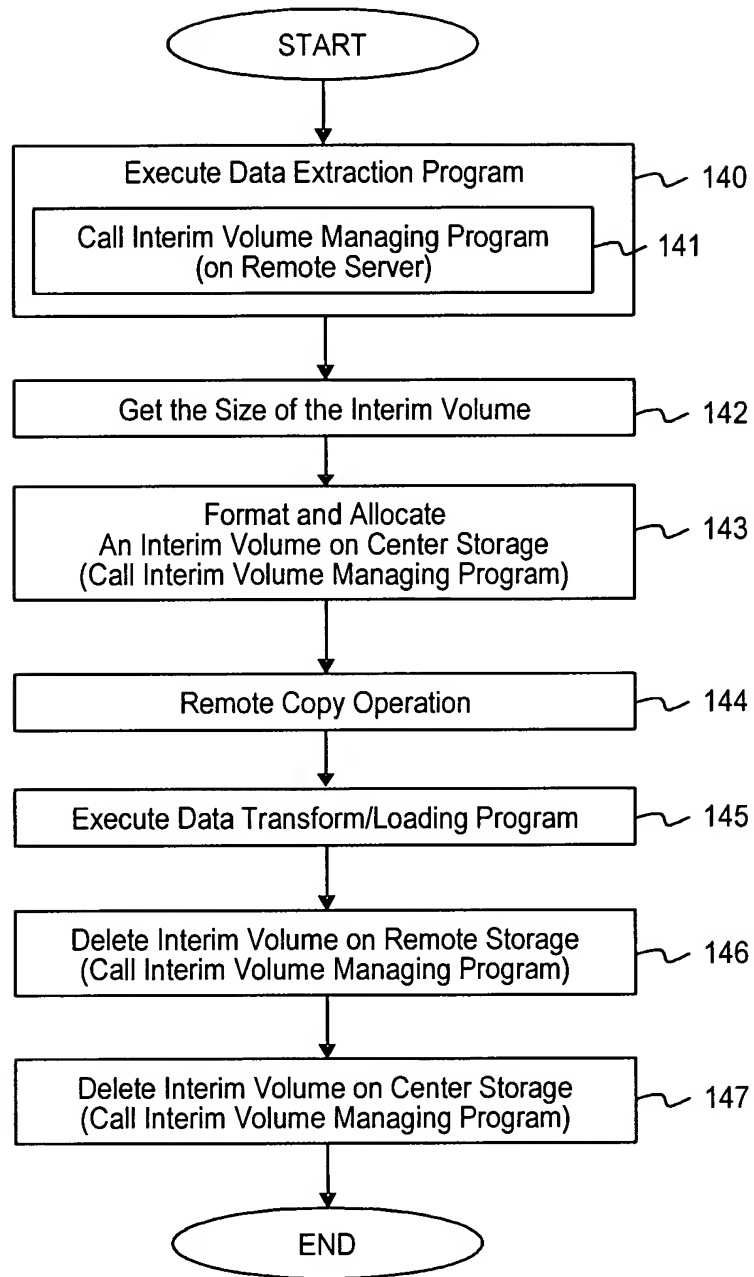 START
Execute Data Extraction Program
140
Call Interim Volume Managing Program
(on Remote Server)
141
Get the Size of the Interim Volume
142
Format and Allocate
An Interim Volume on Center Storage
(Call Interim Volume Managing Program)
143
Remote Copy Operation
144
Execute Data Transform/Loading Program
145
Delete Interim Volume on Remote Storage
(Call Interim Volume Managing Program)
146
Delete Interim Volume on Center Storage
(Call Interim Volume Managing Program)
147
END